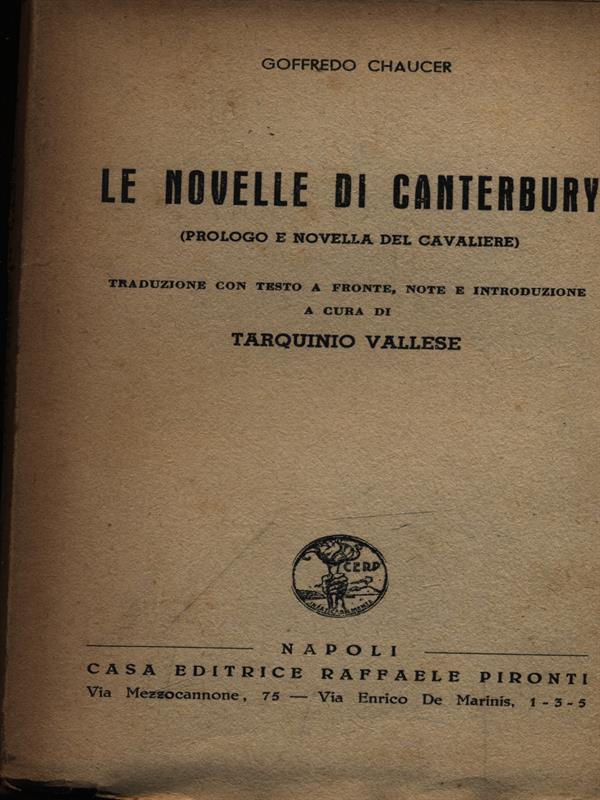 GOFFREDO CHAUCER
LE NOVELLE DI CANTERBURY
(PROLOGO E NOVELLA DEL CAVALIERE)
TRADUZIONE CON TESTO A FRONTE, NOTE E INTRODUZIONE
A CURA DI
TARQUINIO VALLESE
C.E.R.P.
NAPOLI
CASA EDITRICE RAFFAELE PIRONTI
Via Mezzocannone, 75 — Via Enrico De Marinis, 1 - 3 - 5